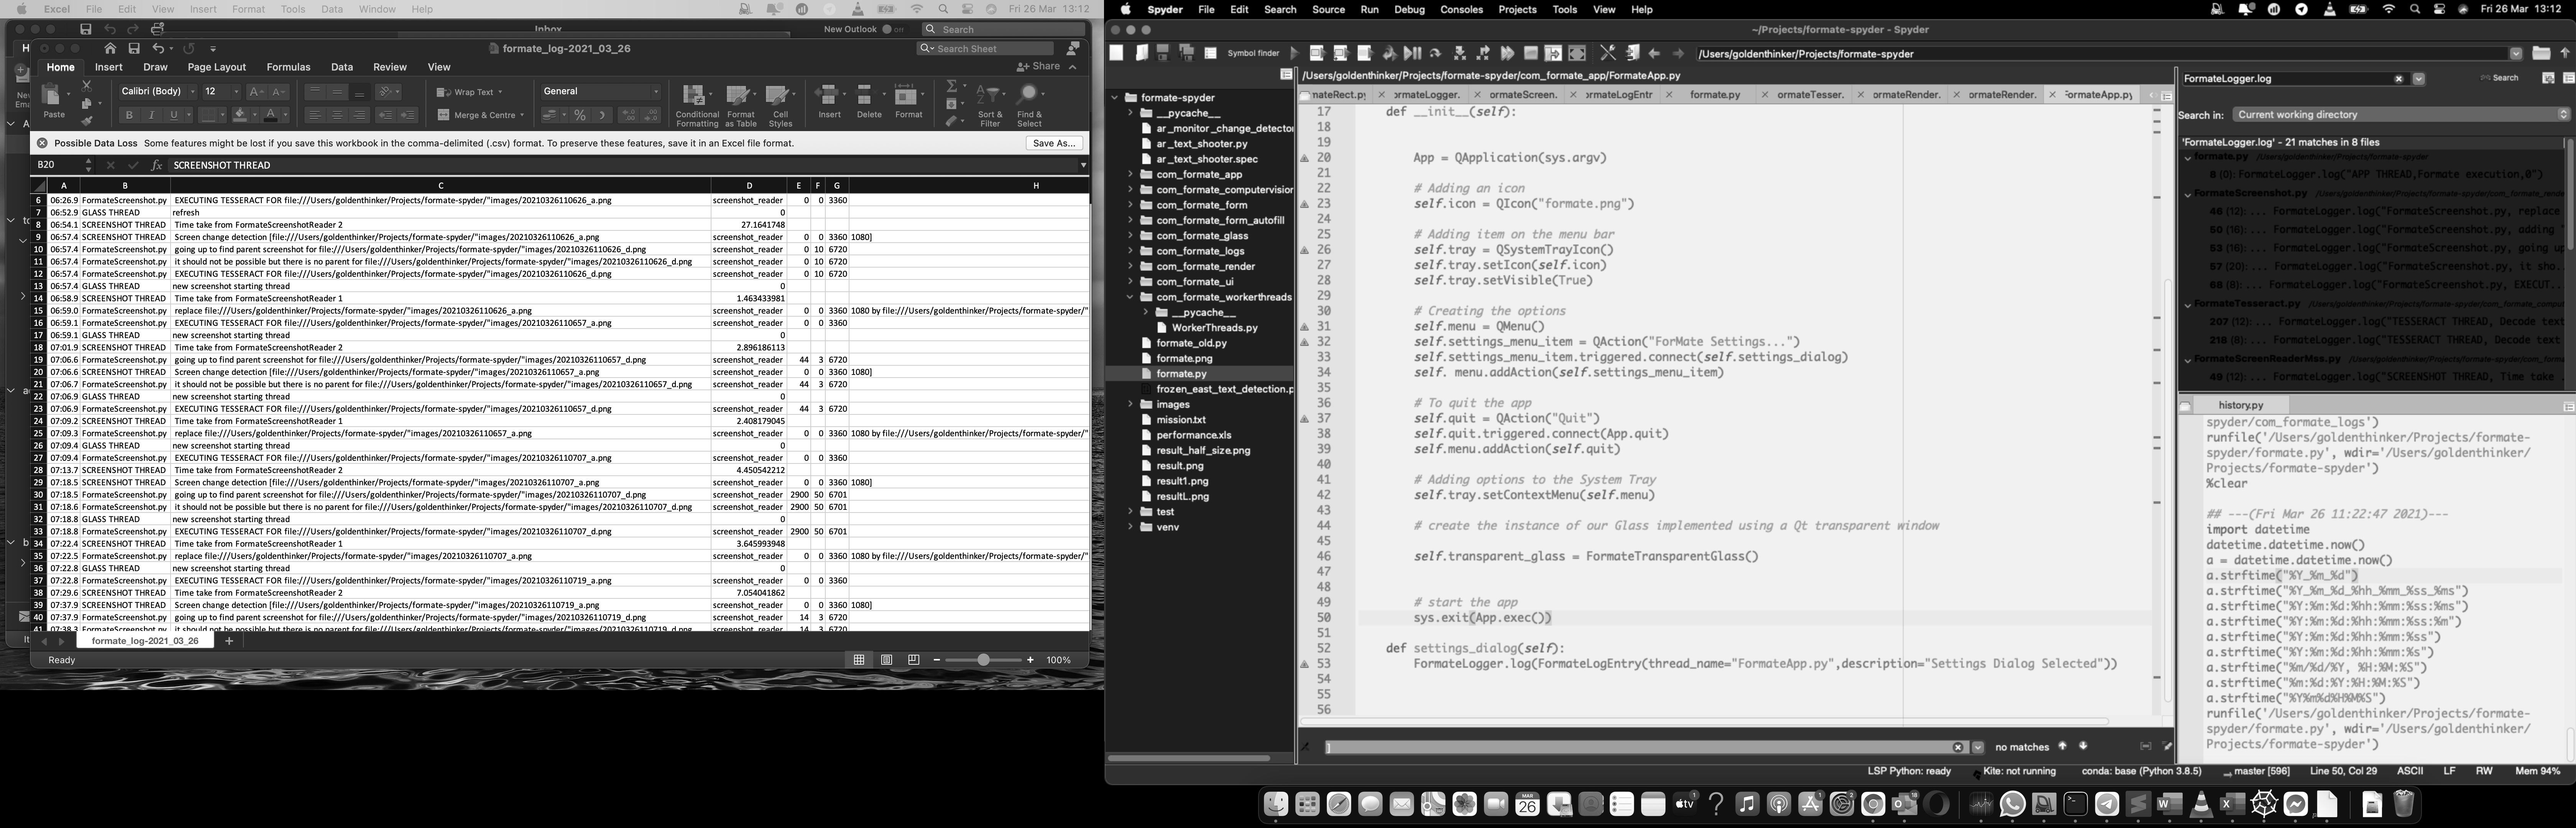 Excel File Edit View Insert Format Tools Data Window Help Fri 26 Mar 13:12
Inbox
New Outlook Search
formate_log-2021_03_26
Search Sheet
Home Insert Draw Page Layout Formulas Data Review View Share
Paste Calibri (Body) 12 Wrap Text General
Merge & Centre
Conditional Formatting Format as Table Cell Styles Insert Delete Format Sort & Filter Find & Select
Possible Data Loss Some features might be lost if you save this workbook in the comma-delimited (.csv) format. To preserve these features, save it in an Excel file format. Save As...
B20 fx SCREENSHOT THREAD
A B C D E F G H
6 06:26.9 FormateScreenshot.py EXECUTING TESSERACT FOR file:///Users/goldenthinker/Projects/formate-spyder/"images/20210326110626_a.png screenshot_reader 0 0 3360
7 06:52.9 GLASS THREAD refresh 0
8 06:54.1 SCREENSHOT THREAD Time take from FormateScreenshotReader 2 27.1641748
9 06:57.4 SCREENSHOT THREAD Screen change detection [file:///Users/goldenthinker/Projects/formate-spyder/"images/20210326110626_a.png screenshot_reader 0 0 3360 1080]
10 06:57.4 FormateScreenshot.py going up to find parent screenshot for file:///Users/goldenthinker/Projects/formate-spyder/"images/20210326110626_d.png screenshot_reader 0 10 6720
11 06:57.4 FormateScreenshot.py it should not be possible but there is no parent for file:///Users/goldenthinker/Projects/formate-spyder/"images/20210326110626_d.png screenshot_reader 0 10 6720
12 06:57.4 FormateScreenshot.py EXECUTING TESSERACT FOR file:///Users/goldenthinker/Projects/formate-spyder/"images/20210326110626_d.png screenshot_reader 0 10 6720
13 06:57.4 GLASS THREAD new screenshot starting thread 0
14 06:58.9 SCREENSHOT THREAD Time take from FormateScreenshotReader 1 1.463433981
15 06:59.0 FormateScreenshot.py replace file:///Users/goldenthinker/Projects/formate-spyder/"images/20210326110626_a.png screenshot_reader 0 0 3360 1080 by file:///Users/goldenthinker/Projects/formate-spyder/"
16 06:59.1 FormateScreenshot.py EXECUTING TESSERACT FOR file:///Users/goldenthinker/Projects/formate-spyder/"images/20210326110657_a.png screenshot_reader 0 0 3360
17 06:59.1 GLASS THREAD new screenshot starting thread 0
18 07:01.9 SCREENSHOT THREAD Time take from FormateScreenshotReader 2 2.896186113
19 07:06.6 FormateScreenshot.py going up to find parent screenshot for file:///Users/goldenthinker/Projects/formate-spyder/"images/20210326110657_d.png screenshot_reader 44 3 6720
20 07:06.6 SCREENSHOT THREAD Screen change detection [file:///Users/goldenthinker/Projects/formate-spyder/"images/20210326110657_a.png screenshot_reader 0 0 3360 1080]
21 07:06.7 FormateScreenshot.py it should not be possible but there is no parent for file:///Users/goldenthinker/Projects/formate-spyder/"images/20210326110657_d.png screenshot_reader 44 3 6720
22 07:06.9 GLASS THREAD new screenshot starting thread 0
23 07:06.9 FormateScreenshot.py EXECUTING TESSERACT FOR file:///Users/goldenthinker/Projects/formate-spyder/"images/20210326110657_d.png screenshot_reader 44 3 6720
24 07:09.2 SCREENSHOT THREAD Time take from FormateScreenshotReader 1 2.408179045
25 07:09.3 FormateScreenshot.py replace file:///Users/goldenthinker/Projects/formate-spyder/"images/20210326110657_a.png screenshot_reader 0 0 3360 1080 by file:///Users/goldenthinker/Projects/formate-spyder/"
26 07:09.4 GLASS THREAD new screenshot starting thread 0
27 07:09.4 FormateScreenshot.py EXECUTING TESSERACT FOR file:///Users/goldenthinker/Projects/formate-spyder/"images/20210326110707_a.png screenshot_reader 0 0 3360
28 07:13.7 SCREENSHOT THREAD Time take from FormateScreenshotReader 2 4.450542212
29 07:18.5 SCREENSHOT THREAD Screen change detection [file:///Users/goldenthinker/Projects/formate-spyder/"images/20210326110707_a.png screenshot_reader 0 0 3360 1080]
30 07:18.5 FormateScreenshot.py going up to find parent screenshot for file:///Users/goldenthinker/Projects/formate-spyder/"images/20210326110707_d.png screenshot_reader 2900 50 6701
31 07:18.6 FormateScreenshot.py it should not be possible but there is no parent for file:///Users/goldenthinker/Projects/formate-spyder/"images/20210326110707_d.png screenshot_reader 2900 50 6701
32 07:18.8 GLASS THREAD new screenshot starting thread 0
33 07:18.8 FormateScreenshot.py EXECUTING TESSERACT FOR file:///Users/goldenthinker/Projects/formate-spyder/"images/20210326110707_d.png screenshot_reader 2900 50 6701
34 07:22.4 SCREENSHOT THREAD Time take from FormateScreenshotReader 1 3.645993948
35 07:22.5 FormateScreenshot.py replace file:///Users/goldenthinker/Projects/formate-spyder/"images/20210326110707_a.png screenshot_reader 0 0 3360 1080 by file:///Users/goldenthinker/Projects/formate-spyder/"
36 07:22.8 GLASS THREAD new screenshot starting thread 0
37 07:22.8 FormateScreenshot.py EXECUTING TESSERACT FOR file:///Users/goldenthinker/Projects/formate-spyder/"images/20210326110719_a.png screenshot_reader 0 0 3360
38 07:29.6 SCREENSHOT THREAD Time take from FormateScreenshotReader 2 7.054041862
39 07:37.9 SCREENSHOT THREAD Screen change detection [file:///Users/goldenthinker/Projects/formate-spyder/"images/20210326110719_a.png screenshot_reader 0 0 3360 1080]
40 07:37.9 FormateScreenshot.py going up to find parent screenshot for file:///Users/goldenthinker/Projects/formate-spyder/"images/20210326110719_d.png screenshot_reader 14 3 6720
formate_log-2021_03_26
Ready 100%
Spyder File Edit Search Source Run Debug Consoles Projects Tools View Help Fri 26 Mar 13:12
~/Projects/formate-spyder - Spyder
Symbol finder /Users/goldenthinker/Projects/formate-spyder
formate-spyder
__pycache__
ar_monitor_change_detecto
ar_text_shooter.py
ar_text_shooter.spec
com_formate_app
com_formate_computervision
com_formate_form
com_formate_form_autofill
com_formate_glass
com_formate_logs
com_formate_render
com_formate_ui
com_formate_workerthreads
__pycache__
WorkerThreads.py
formate_old.py
formate.png
formate.py
frozen_east_text_detection.p
images
mission.txt
performance.xls
result_half_size.png
result.png
result1.png
resultL.png
test
venv
/Users/goldenthinker/Projects/formate-spyder/com_formate_app/FormateApp.py
nateRect.py ormateLogger. ormateScreen. ormateLogEntr formate.py ormateTesser. ormateRender. ormateRender. FormateApp.py
17 def __init__(self):
18
19
20 App = QApplication(sys.argv)
21
22 # Adding an icon
23 self.icon = QIcon("formate.png")
24
25 # Adding item on the menu bar
26 self.tray = QSystemTrayIcon()
27 self.tray.setIcon(self.icon)
28 self.tray.setVisible(True)
29
30 # Creating the options
31 self.menu = QMenu()
32 self.settings_menu_item = QAction("ForMate Settings...")
33 self.settings_menu_item.triggered.connect(self.settings_dialog)
34 self. menu.addAction(self.settings_menu_item)
35
36 # To quit the app
37 self.quit = QAction("Quit")
38 self.quit.triggered.connect(App.quit)
39 self.menu.addAction(self.quit)
40
41 # Adding options to the System Tray
42 self.tray.setContextMenu(self.menu)
43
44 # create the instance of our Glass implemented using a Qt transparent window
45
46 self.transparent_glass = FormateTransparentGlass()
47
48
49 # start the app
50 sys.exit(App.exec())
51
52 def settings_dialog(self):
53 FormateLogger.log(FormateLogEntry(thread_name="FormateApp.py",description="Settings Dialog Selected"))
54
55
56
] no matches
FormateLogger.log Search
Search in: Current working directory
'FormateLogger.log' - 21 matches in 8 files
formate.py /Users/goldenthinker/Projects/formate-spyder
8 (0): FormateLogger.log("APP THREAD,Formate execution,0")
FormateScreenshot.py
46 (12): ... FormateLogger.log("FormateScreenshot.py, replace
50 (16): ... FormateLogger.log("FormateScreenshot.py, adding
53 (16): ... FormateLogger.log("FormateScreenshot.py, going up
57 (20): ... FormateLogger.log("FormateScreenshot.py, it sho...
68 (8): ... FormateLogger.log("FormateScreenshot.py, EXECUT...
FormateTesseract.py
207 (12): ... FormateLogger.log("TESSERACT THREAD, Decode text
218 (8): ... FormateLogger.log("TESSERACT THREAD, Decode text
FormateScreenReaderMse.py
49 (12): ... FormateLogger.log("SCREENSHOT THREAD, Time take
history.py
spyder/com_formate_logs')
runfile('/Users/goldenthinker/Projects/formate-
spyder/formate.py', wdir='/Users/goldenthinker/
Projects/formate-spyder')
%clear
## ---(Fri Mar 26 11:22:47 2021)---
import datetime
datetime.datetime.now()
a = datetime.datetime.now()
a.strftime("%Y_%m_%d")
a.strftime("%Y_%m_%d_%hh_%mm_%ss_%ms")
a.strftime("%Y:%m:%d:%hh:%mm:%ss:%ms")
a.strftime("%Y:%m:%d:%hh:%mm:%ss:%m")
a.strftime("%Y:%m:%d:%hh:%mm:%ss")
a.strftime("%Y:%m:%d:%hh:%mm:%s")
a.strftime("%m/%d/%Y, %H:%M:%S")
a.strftime("%m:%d:%Y:%H:%M:%S")
a.strftime("%Y%m%d%H%M%S")
runfile('/Users/goldenthinker/Projects/formate-
spyder/formate.py', wdir='/Users/goldenthinker/
Projects/formate-spyder')
LSP Python: ready Kite: not running conda: base (Python 3.8.5) master [596] Line 50, Col 29 ASCII LF RW Mem 94%
MAR 26 tv